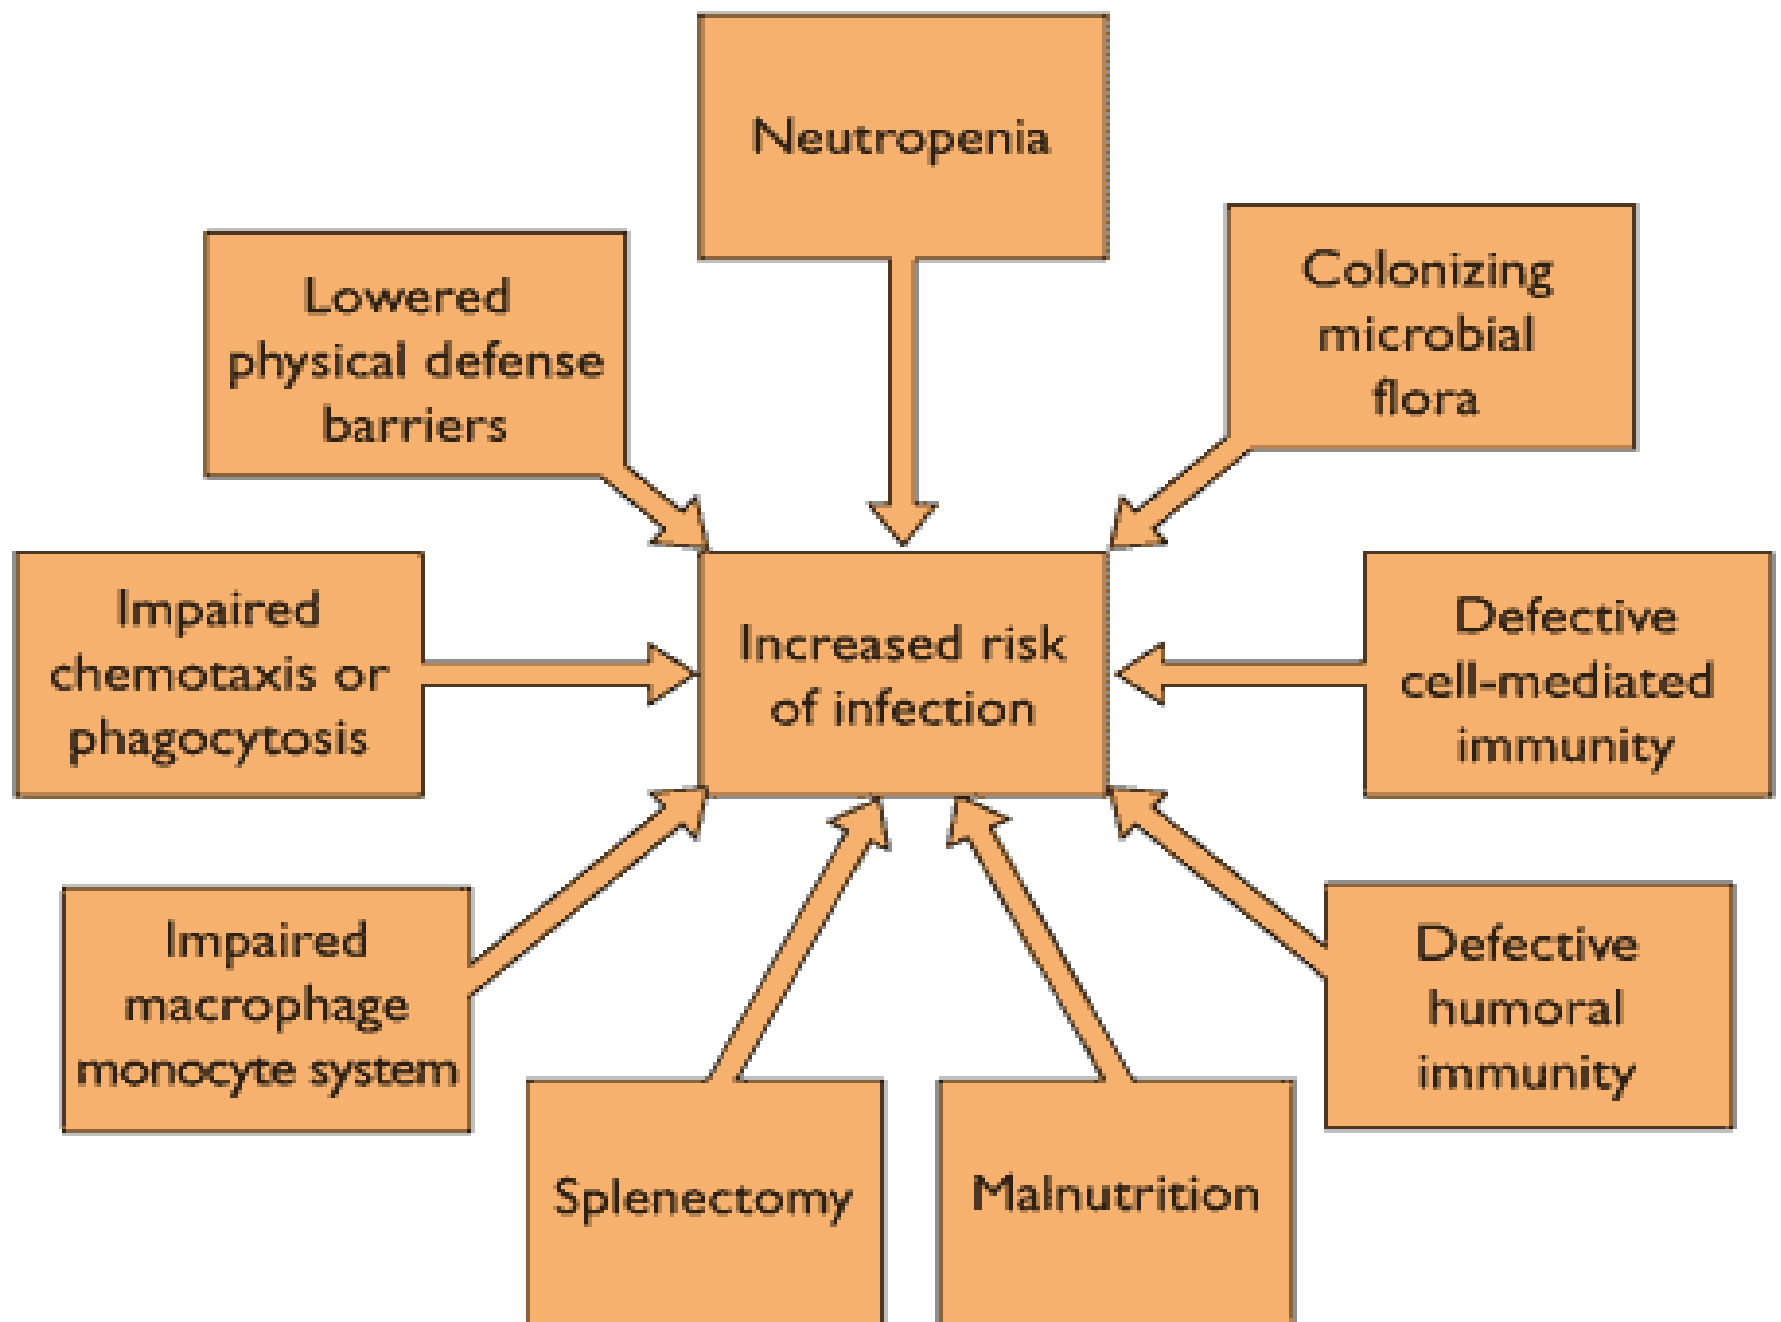 Neutropenia
Lowered
physical defense
barriers
Colonizing
microbial
flora
Impaired
chemotaxis or
phagocytosis
Increased risk
of infection
Defective
cell-mediated
immunity
Impaired
macrophage
monocyte system
Defective
humoral
immunity
Splenectomy
Malnutrition